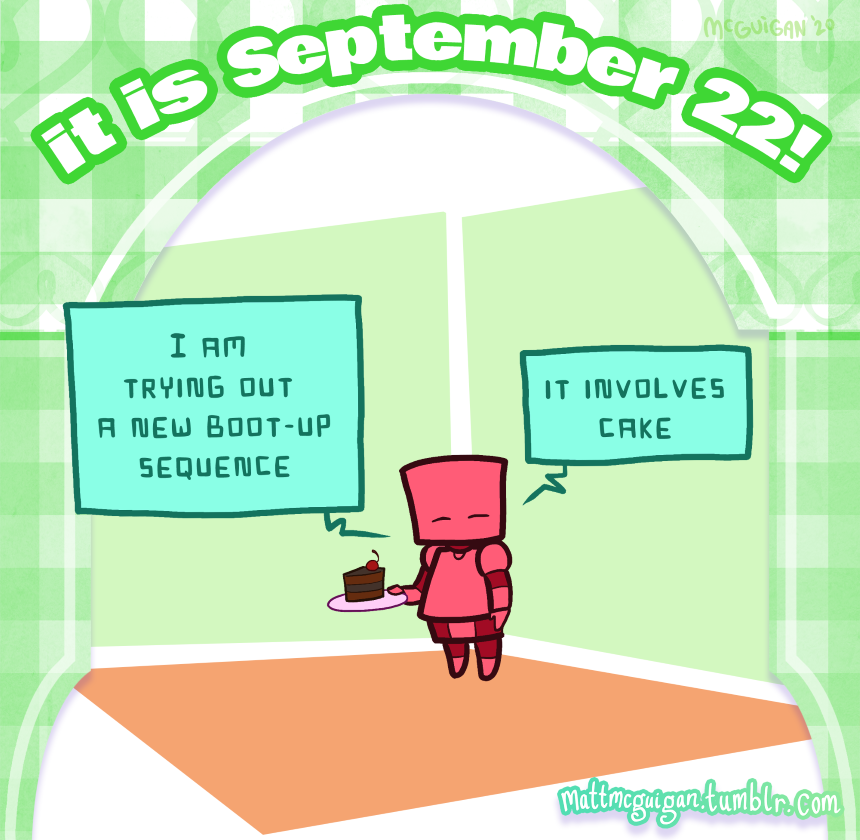 McGUiGAN '20
it is September 22!
I AM
TRYING OUT
A NEW BOOT-UP
SEQUENCE
IT INVOLVES
CAKE
mattmcguigan.tumblr.com